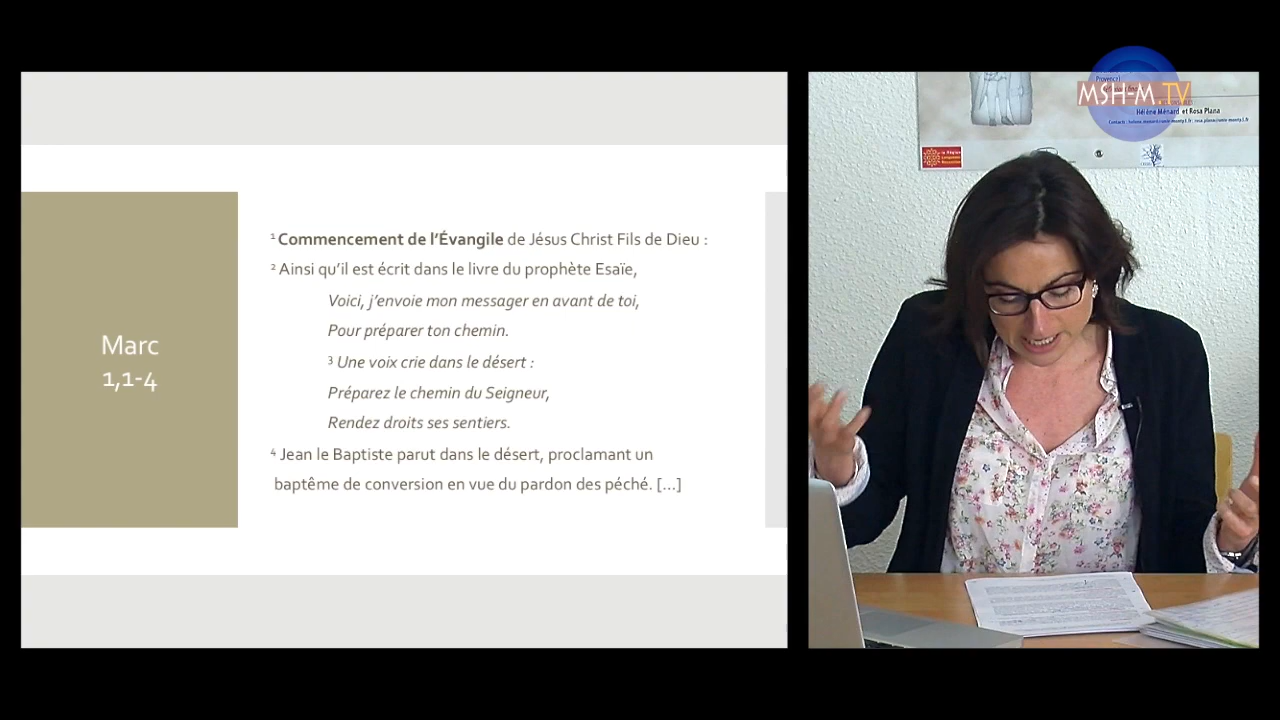 Marc
1,1-4
1 Commencement de l'Évangile de Jésus Christ Fils de Dieu :
2 Ainsi qu'il est écrit dans le livre du prophète Esaïe,
Voici, j'envoie mon messager en avant de toi,
Pour préparer ton chemin.
3 Une voix crie dans le désert :
Préparez le chemin du Seigneur,
Rendez droits ses sentiers.
4 Jean le Baptiste parut dans le désert, proclamant un
baptême de conversion en vue du pardon des péché. [...]
MSH-M.TV
Provence)
Hélène Ménard et Rosa Plana